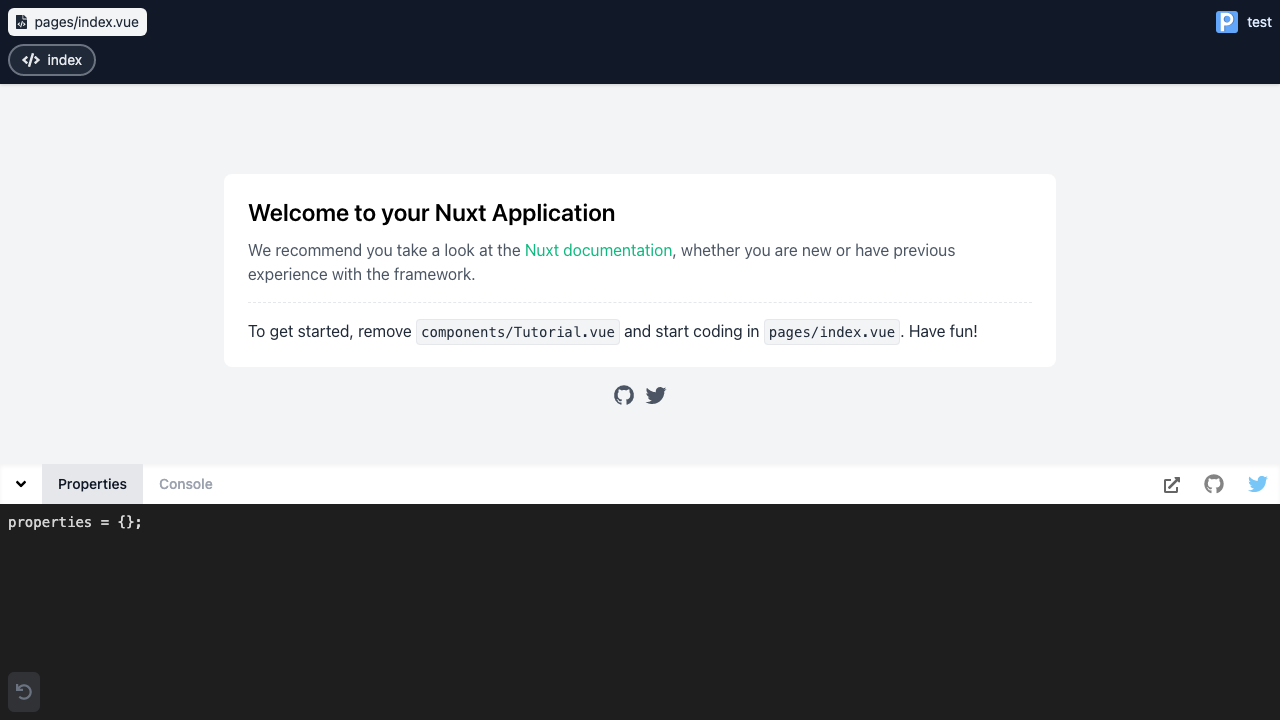 pages/index.vue
P test
index
Welcome to your Nuxt Application
We recommend you take a look at the Nuxt documentation, whether you are new or have previous
experience with the framework.
To get started, remove components/Tutorial.vue and start coding in pages/index.vue. Have fun!
Properties Console
properties = {};